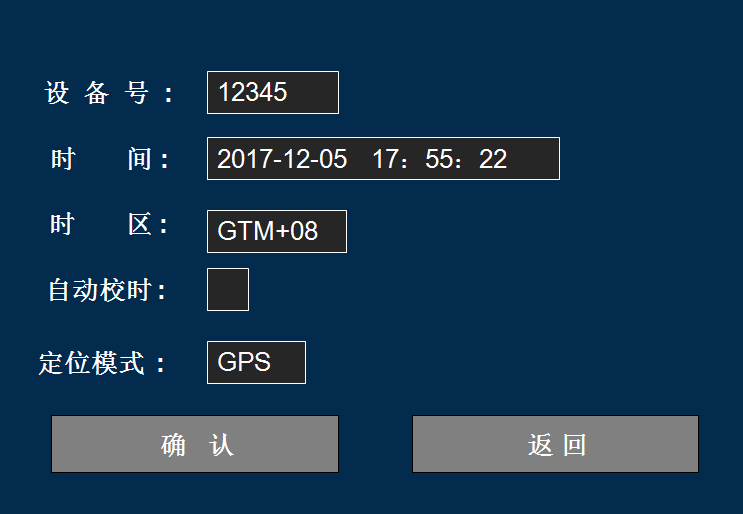 设 备 号 : 12345
时 间 : 2017-12-05 17：55：22
时 区 : GTM+08
自动校时 :
定位模式 : GPS
确 认 返 回